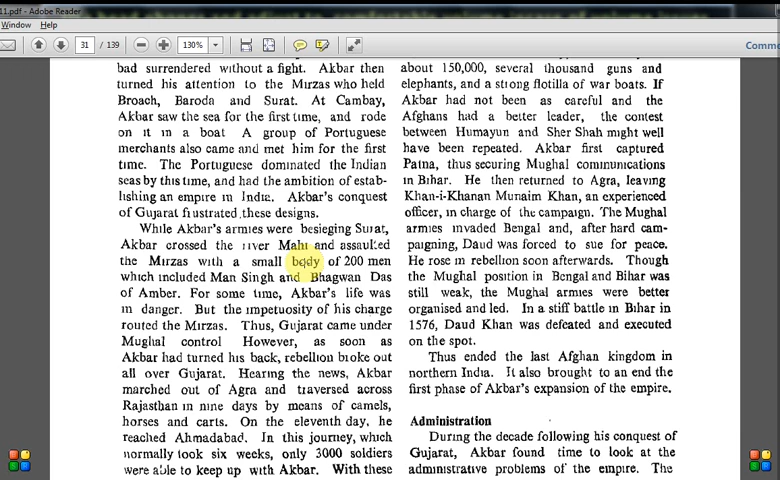 11.pdf - Adobe Reader
Window Help
31 / 139
130%
Comme
bad surrendered without a fight. Akbar then
turned his attention to the Mirzas who held
Broach, Baroda and Surat. At Cambay,
Akbar saw the sea for the first time, and rode
on it in a boat A group of Portuguese
merchants also came and met him for the first
time. The Portuguese dominated the Indian
seas by this time, and had the ambition of estab-
lishing an empire in India. Akbar's conquest
of Gujarat frustrated these designs.
While Akbar's armies were besieging Surat,
Akbar crossed the river Mahi and assaulted
the Mirzas with a small body of 200 men
which included Man Singh and Bhagwan Das
of Amber. For some time, Akbar's life was
in danger. But the impetuosity of his charge
routed the Mirzas. Thus, Gujarat came under
Mughal control However, as soon as
Akbar had turned his back, rebellion broke out
all over Gujarat. Hearing the news, Akbar
marched out of Agra and traversed across
Rajasthan in nine days by means of camels,
horses and carts. On the eleventh day, he
reached Ahmadabad. In this journey, which
normally took six weeks, only 3000 soldiers
were able to keep up with Akbar. With these
about 150,000, several thousand guns and
elephants, and a strong flotilla of war boats. If
Akbar had not been as careful and the
Afghans had a better leader, the contest
between Humayun and Sher Shah might well
have been repeated. Akbar first captured
Patna, thus securing Mughal communications
in Bihar. He then returned to Agra, leaving
Khan-i-Khanan Munaim Khan, an experienced
officer, in charge of the campaign. The Mughal
armies invaded Bengal and, after hard cam-
paigning, Daud was forced to sue for peace.
He rose in rebellion soon afterwards. Though
the Mughal position in Bengal and Bihar was
still weak, the Mughal armies were better
organised and led. In a stiff battle in Bihar in
1576, Daud Khan was defeated and executed
on the spot.
Thus ended the last Afghan kingdom in
northern India. It also brought to an end the
first phase of Akbar's expansion of the empire.
Administration
During the decade following his conquest of
Gujarat, Akbar found time to look at the
administrative problems of the empire. The